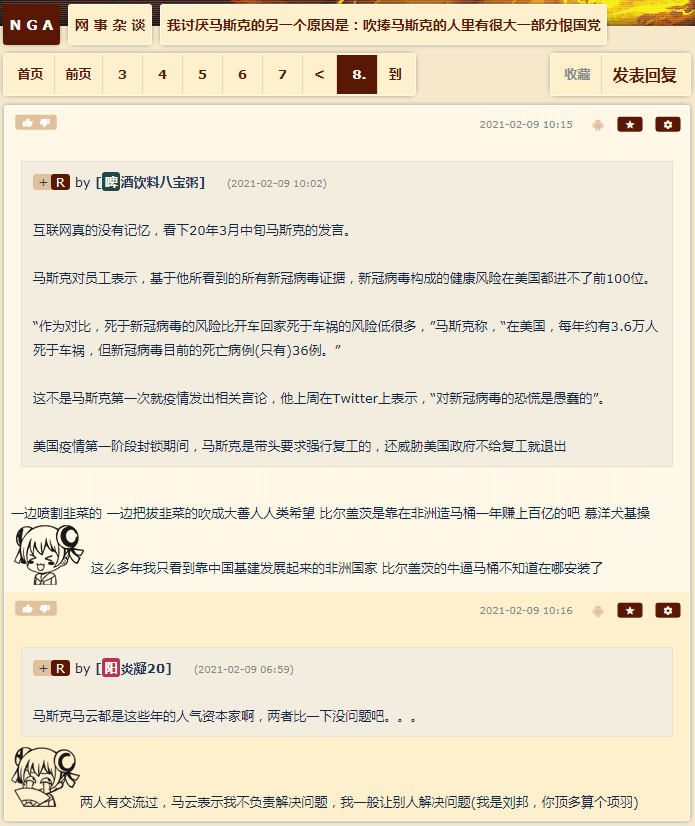 NGA 网事杂谈 我讨厌马斯克的另一个原因是：吹捧马斯克的人里有很大一部分恨国党
首页 前页 3 4 5 6 7 < 8. 到 收藏 发表回复
2021-02-09 10:15
+ R by [啤酒饮料八宝粥] (2021-02-09 10:02)
互联网真的没有记忆，看下20年3月中旬马斯克的发言。
马斯克对员工表示，基于他所看到的所有新冠病毒证据，新冠病毒构成的健康风险在美国都进不了前100位。
“作为对比，死于新冠病毒的风险比开车回家死于车祸的风险低很多，”马斯克称，“在美国，每年约有3.6万人
死于车祸，但新冠病毒目前的死亡病例(只有)36例。”
这不是马斯克第一次就疫情发出相关言论，他上周在Twitter上表示，“对新冠病毒的恐慌是愚蠢的”。
美国疫情第一阶段封锁期间，马斯克是带头要求强行复工的，还威胁美国政府不给复工就退出
一边喷割韭菜的 一边把拔韭菜的吹成大善人人类希望 比尔盖茨是靠在非洲造马桶一年赚上百亿的吧 慕洋犬基操
这么多年我只看到靠中国基建发展起来的非洲国家 比尔盖茨的牛逼马桶不知道在哪安装了
2021-02-09 10:16
+ R by [阳炎凝20] (2021-02-09 06:59)
马斯克马云都是这些年的人气资本家啊，两者比一下没问题吧。。。
两人有交流过，马云表示我不负责解决问题，我一般让别人解决问题(我是刘邦，你顶多算个项羽)